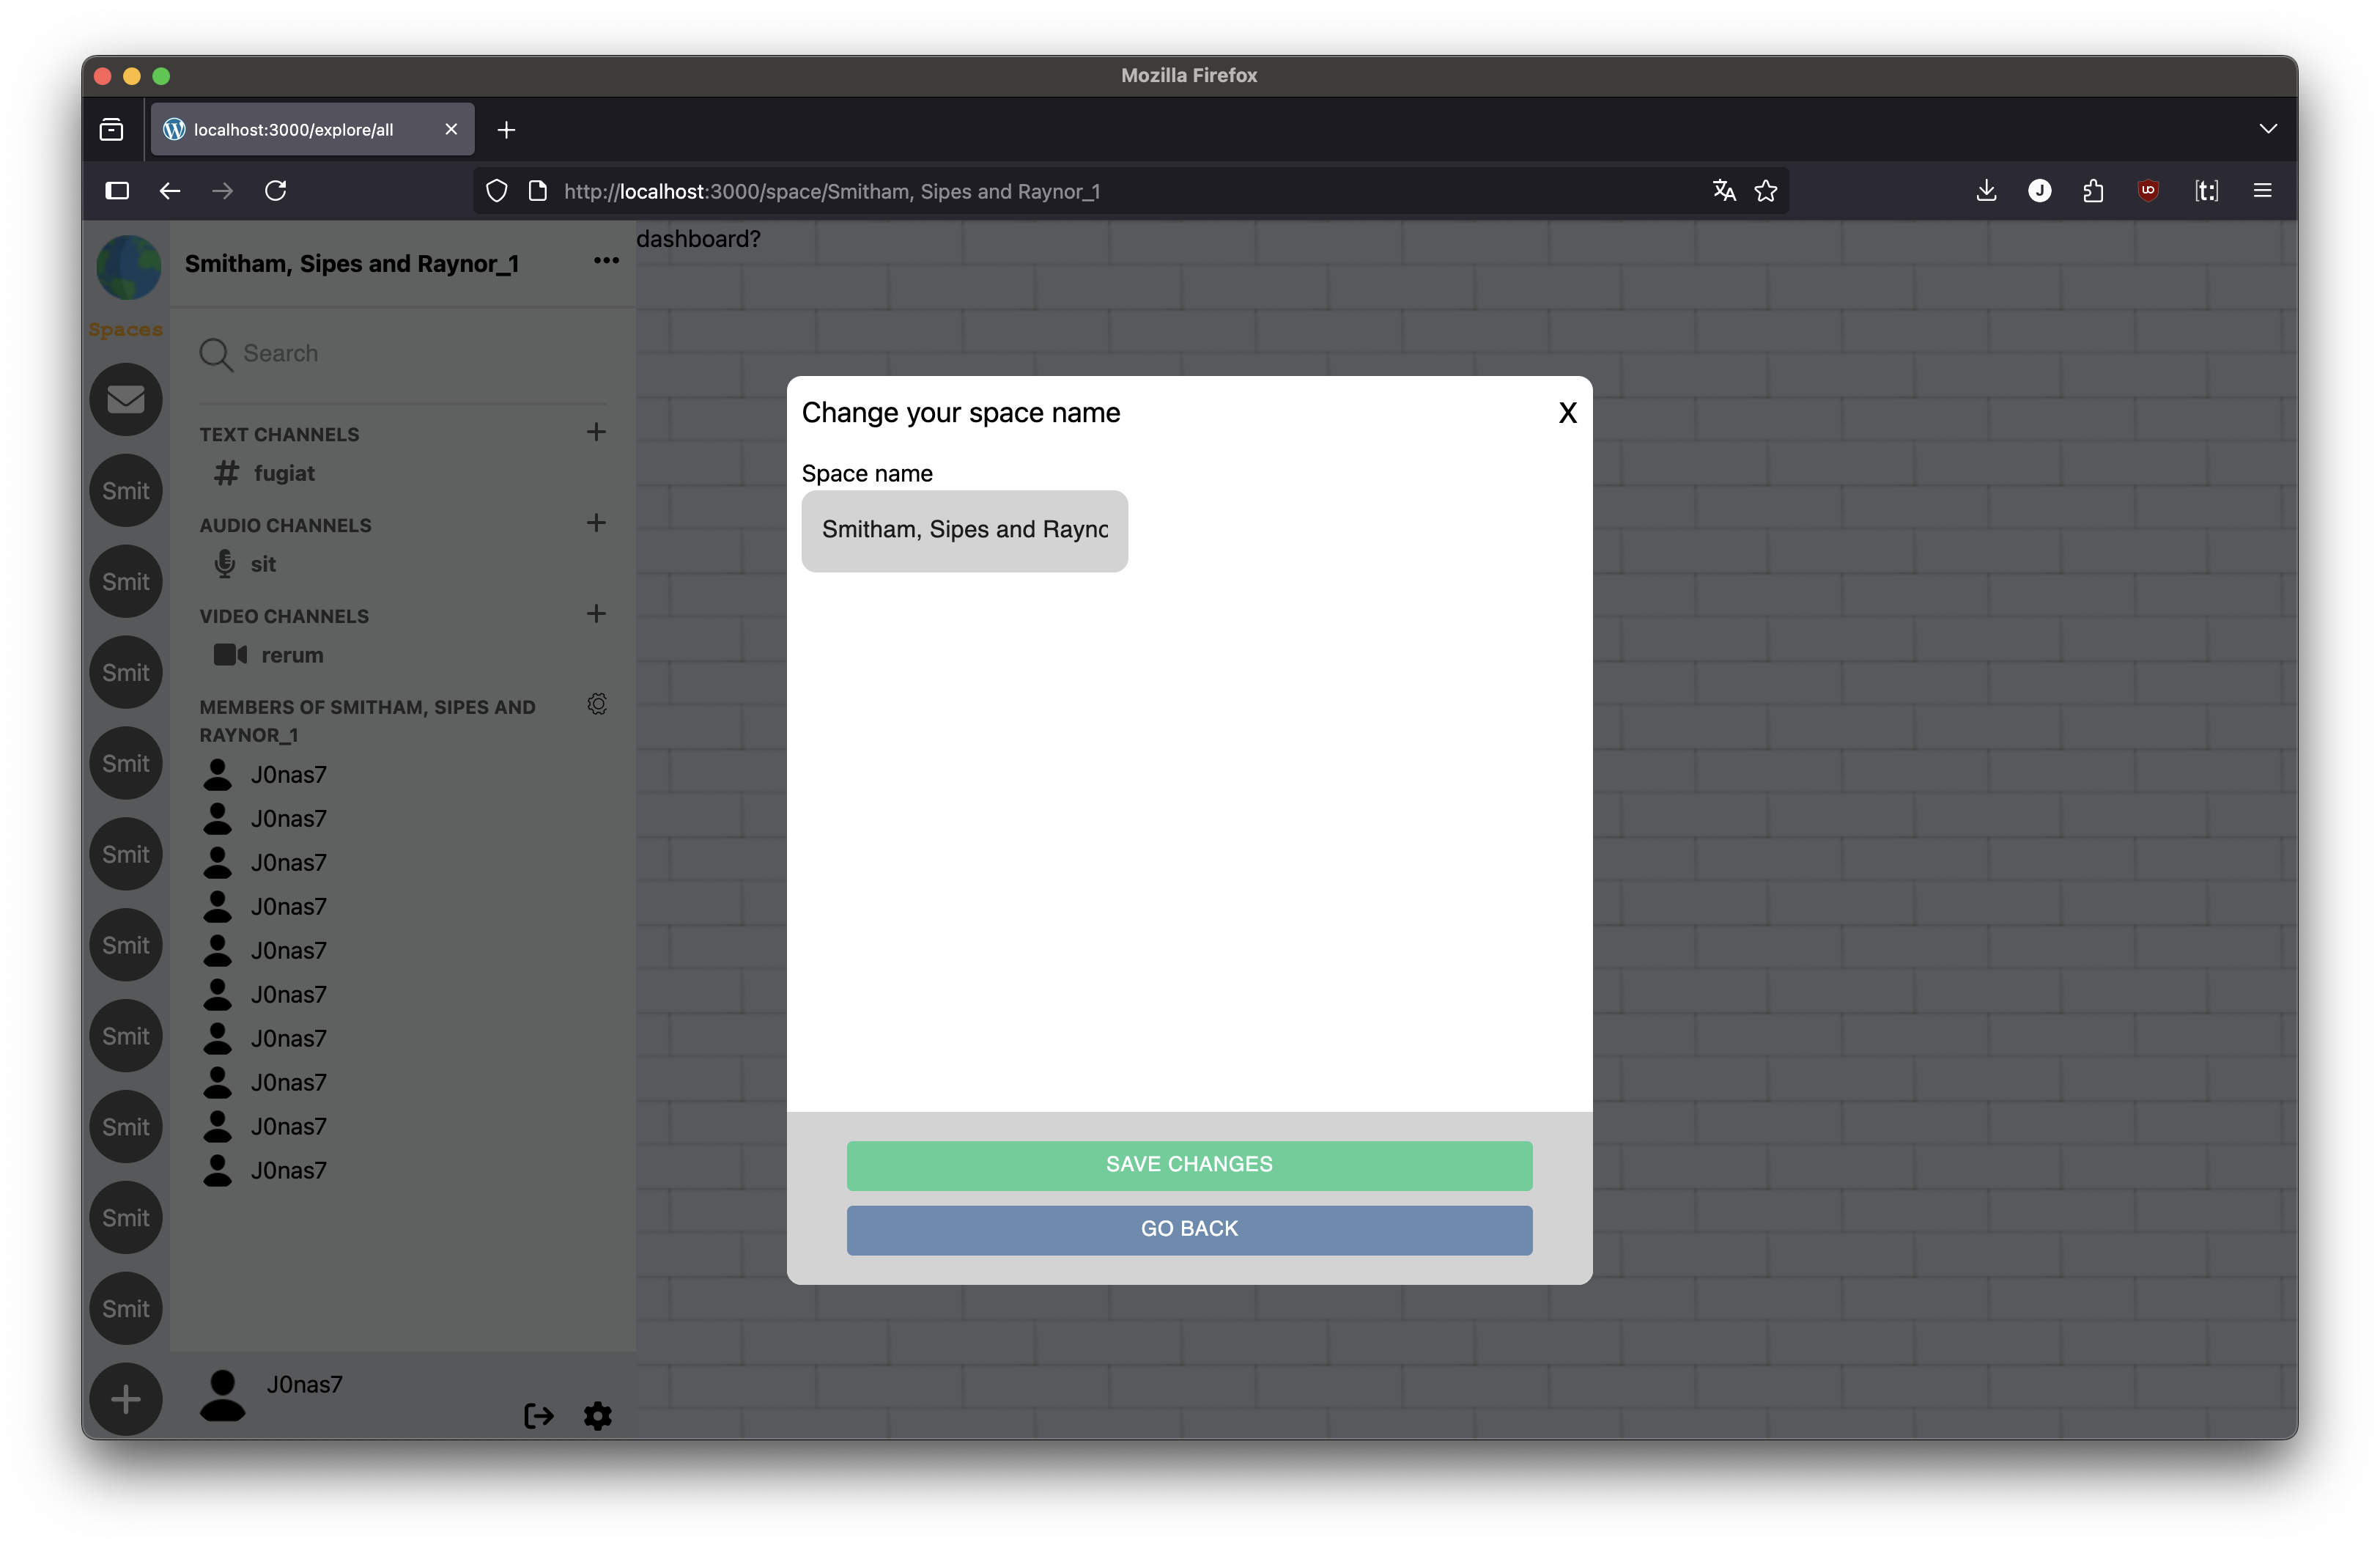 Mozilla Firefox
localhost:3000/explore/all
http://localhost:3000/space/Smitham, Sipes and Raynor_1
J
[t:]
Spaces
Smit
Smit
Smit
Smit
Smit
Smit
Smit
Smit
Smit
Smit
Smitham, Sipes and Raynor_1
Search
TEXT CHANNELS
# fugiat
AUDIO CHANNELS
sit
VIDEO CHANNELS
rerum
MEMBERS OF SMITHAM, SIPES AND
RAYNOR_1
J0nas7
J0nas7
J0nas7
J0nas7
J0nas7
J0nas7
J0nas7
J0nas7
J0nas7
J0nas7
J0nas7
dashboard?
Change your space name
X
Space name
Smitham, Sipes and Rayno
SAVE CHANGES
GO BACK